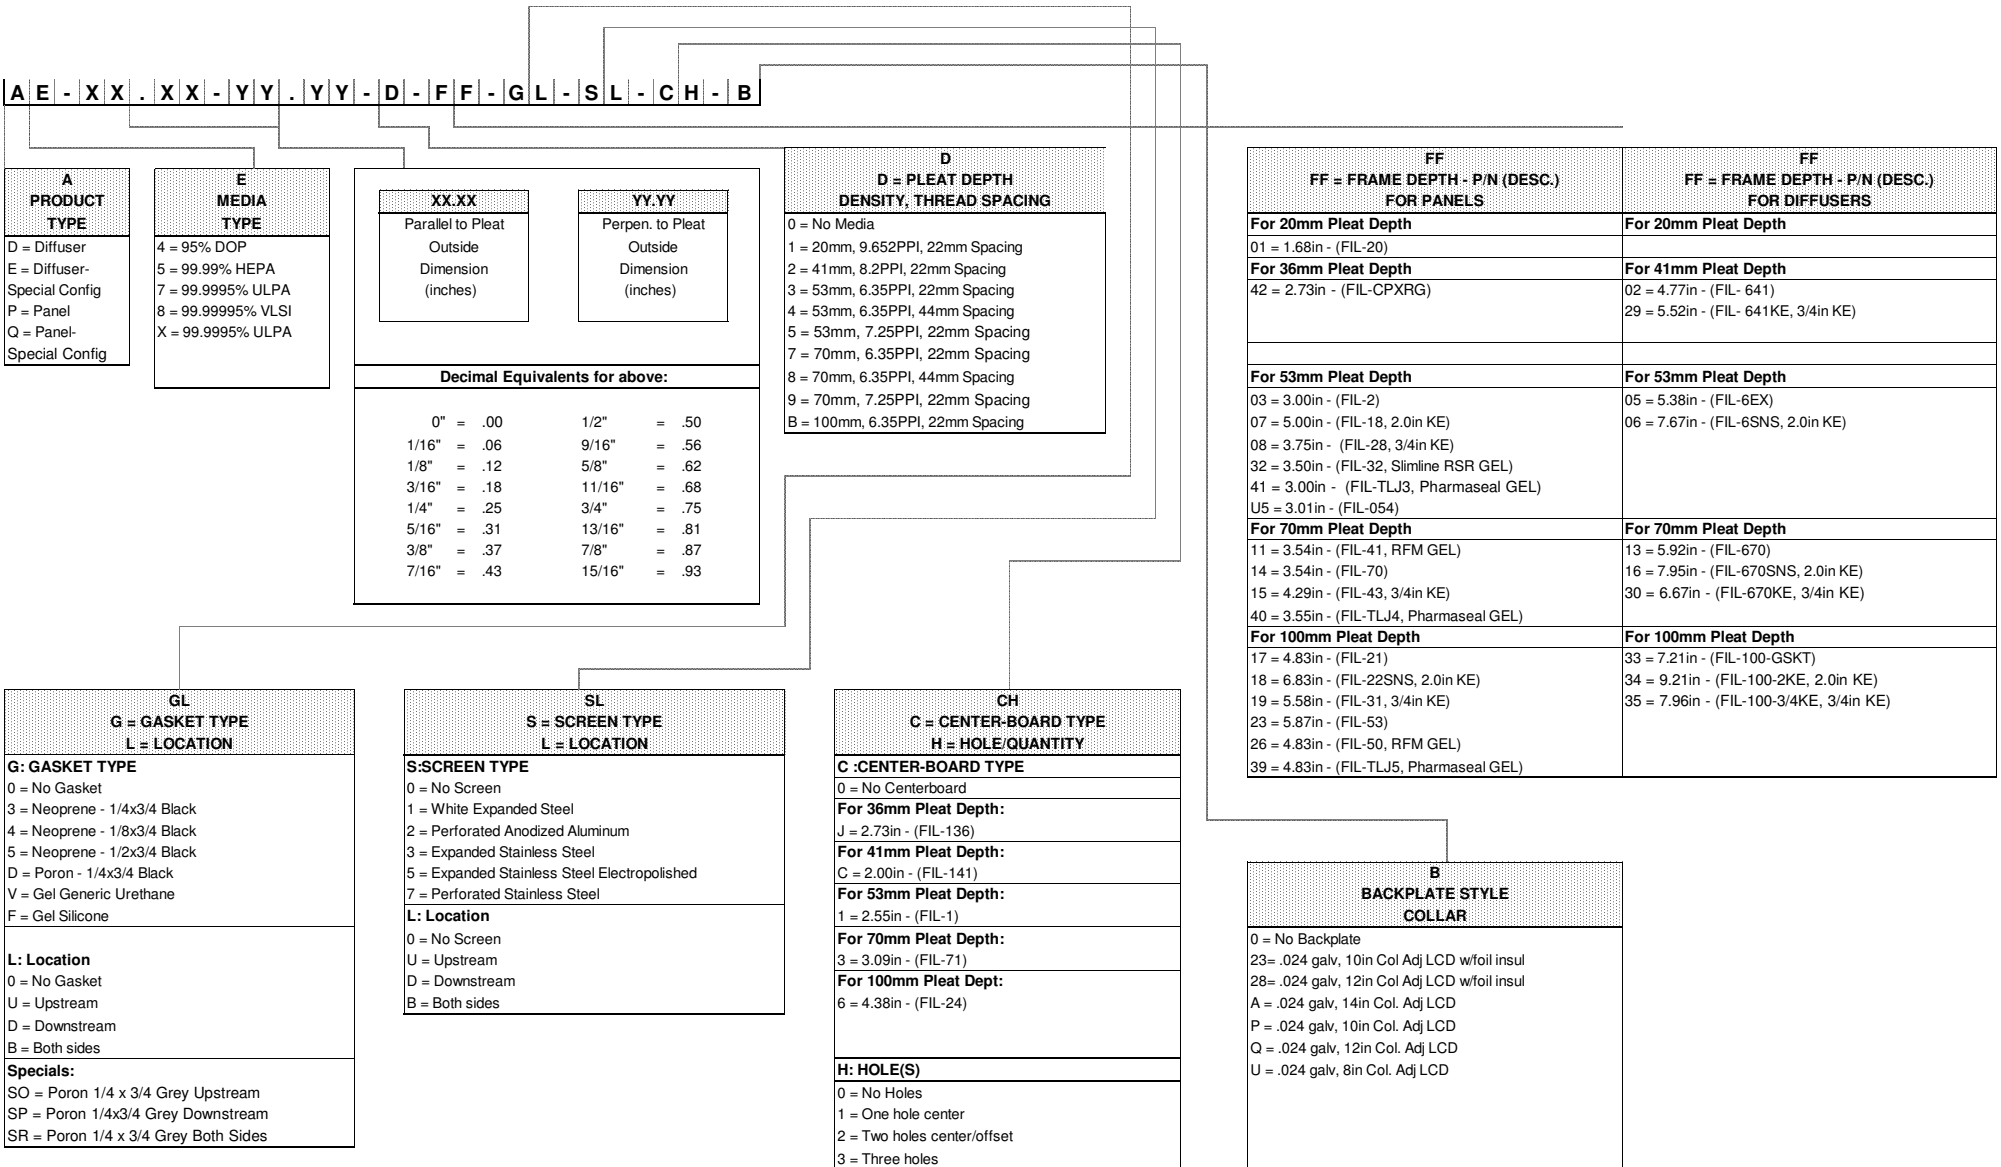 AE-XX.XX-YY.YY-D-FF-GL-SL-CH-B
A
PRODUCT
TYPE
D = Diffuser
E = Diffuser-
Special Config
P = Panel
Q = Panel-
Special Config
E
MEDIA
TYPE
4 = 95% DOP
5 = 99.99% HEPA
7 = 99.9995% ULPA
8 = 99.99995% VLSI
X = 99.9995% ULPA
XX.XX
Parallel to Pleat
Outside
Dimension
(inches)
YY.YY
Perpen. to Pleat
Outside
Dimension
(inches)
Decimal Equivalents for above:
0" = .00 1/2" = .50
1/16" = .06 9/16" = .56
1/8" = .12 5/8" = .62
3/16" = .18 11/16" = .68
1/4" = .25 3/4" = .75
5/16" = .31 13/16" = .81
3/8" = .37 7/8" = .87
7/16" = .43 15/16" = .93
D
D = PLEAT DEPTH
DENSITY, THREAD SPACING
0 = No Media
1 = 20mm, 9.652PPI, 22mm Spacing
2 = 41mm, 8.2PPI, 22mm Spacing
3 = 53mm, 6.35PPI, 22mm Spacing
4 = 53mm, 6.35PPI, 44mm Spacing
5 = 53mm, 7.25PPI, 22mm Spacing
7 = 70mm, 6.35PPI, 22mm Spacing
8 = 70mm, 6.35PPI, 44mm Spacing
9 = 70mm, 7.25PPI, 22mm Spacing
B = 100mm, 6.35PPI, 22mm Spacing
FF
FF = FRAME DEPTH - P/N (DESC.)
FOR PANELS
For 20mm Pleat Depth
01 = 1.68in - (FIL-20)
For 36mm Pleat Depth
42 = 2.73in - (FIL-CPXRG)
For 53mm Pleat Depth
03 = 3.00in - (FIL-2)
07 = 5.00in - (FIL-18, 2.0in KE)
08 = 3.75in - (FIL-28, 3/4in KE)
32 = 3.50in - (FIL-32, Slimline RSR GEL)
41 = 3.00in - (FIL-TLJ3, Pharmaseal GEL)
U5 = 3.01in - (FIL-054)
For 70mm Pleat Depth
11 = 3.54in - (FIL-41, RFM GEL)
14 = 3.54in - (FIL-70)
15 = 4.29in - (FIL-43, 3/4in KE)
40 = 3.55in - (FIL-TLJ4, Pharmaseal GEL)
For 100mm Pleat Depth
17 = 4.83in - (FIL-21)
18 = 6.83in - (FIL-22SNS, 2.0in KE)
19 = 5.58in - (FIL-31, 3/4in KE)
23 = 5.87in - (FIL-53)
26 = 4.83in - (FIL-50, RFM GEL)
39 = 4.83in - (FIL-TLJ5, Pharmaseal GEL)
FF
FF = FRAME DEPTH - P/N (DESC.)
FOR DIFFUSERS
For 20mm Pleat Depth
For 41mm Pleat Depth
02 = 4.77in - (FIL- 641)
29 = 5.52in - (FIL- 641KE, 3/4in KE)
For 53mm Pleat Depth
05 = 5.38in - (FIL-6EX)
06 = 7.67in - (FIL-6SNS, 2.0in KE)
For 70mm Pleat Depth
13 = 5.92in - (FIL-670)
16 = 7.95in - (FIL-670SNS, 2.0in KE)
30 = 6.67in - (FIL-670KE, 3/4in KE)
For 100mm Pleat Depth
33 = 7.21in - (FIL-100-GSKT)
34 = 9.21in - (FIL-100-2KE, 2.0in KE)
35 = 7.96in - (FIL-100-3/4KE, 3/4in KE)
GL
G = GASKET TYPE
L = LOCATION
G: GASKET TYPE
0 = No Gasket
3 = Neoprene - 1/4x3/4 Black
4 = Neoprene - 1/8x3/4 Black
5 = Neoprene - 1/2x3/4 Black
D = Poron - 1/4x3/4 Black
V = Gel Generic Urethane
F = Gel Silicone
L: Location
0 = No Gasket
U = Upstream
D = Downstream
B = Both sides
Specials:
SO = Poron 1/4 x 3/4 Grey Upstream
SP = Poron 1/4x3/4 Grey Downstream
SR = Poron 1/4 x 3/4 Grey Both Sides
SL
S = SCREEN TYPE
L = LOCATION
S:SCREEN TYPE
0 = No Screen
1 = White Expanded Steel
2 = Perforated Anodized Aluminum
3 = Expanded Stainless Steel
5 = Expanded Stainless Steel Electropolished
7 = Perforated Stainless Steel
L: Location
0 = No Screen
U = Upstream
D = Downstream
B = Both sides
CH
C = CENTER-BOARD TYPE
H = HOLE/QUANTITY
C :CENTER-BOARD TYPE
0 = No Centerboard
For 36mm Pleat Depth:
J = 2.73in - (FIL-136)
For 41mm Pleat Depth:
C = 2.00in - (FIL-141)
For 53mm Pleat Depth:
1 = 2.55in - (FIL-1)
For 70mm Pleat Depth:
3 = 3.09in - (FIL-71)
For 100mm Pleat Dept:
6 = 4.38in - (FIL-24)
H: HOLE(S)
0 = No Holes
1 = One hole center
2 = Two holes center/offset
3 = Three holes
B
BACKPLATE STYLE
COLLAR
0 = No Backplate
23= .024 galv, 10in Col Adj LCD w/foil insul
28= .024 galv, 12in Col Adj LCD w/foil insul
A = .024 galv, 14in Col. Adj LCD
P = .024 galv, 10in Col. Adj LCD
Q = .024 galv, 12in Col. Adj LCD
U = .024 galv, 8in Col. Adj LCD